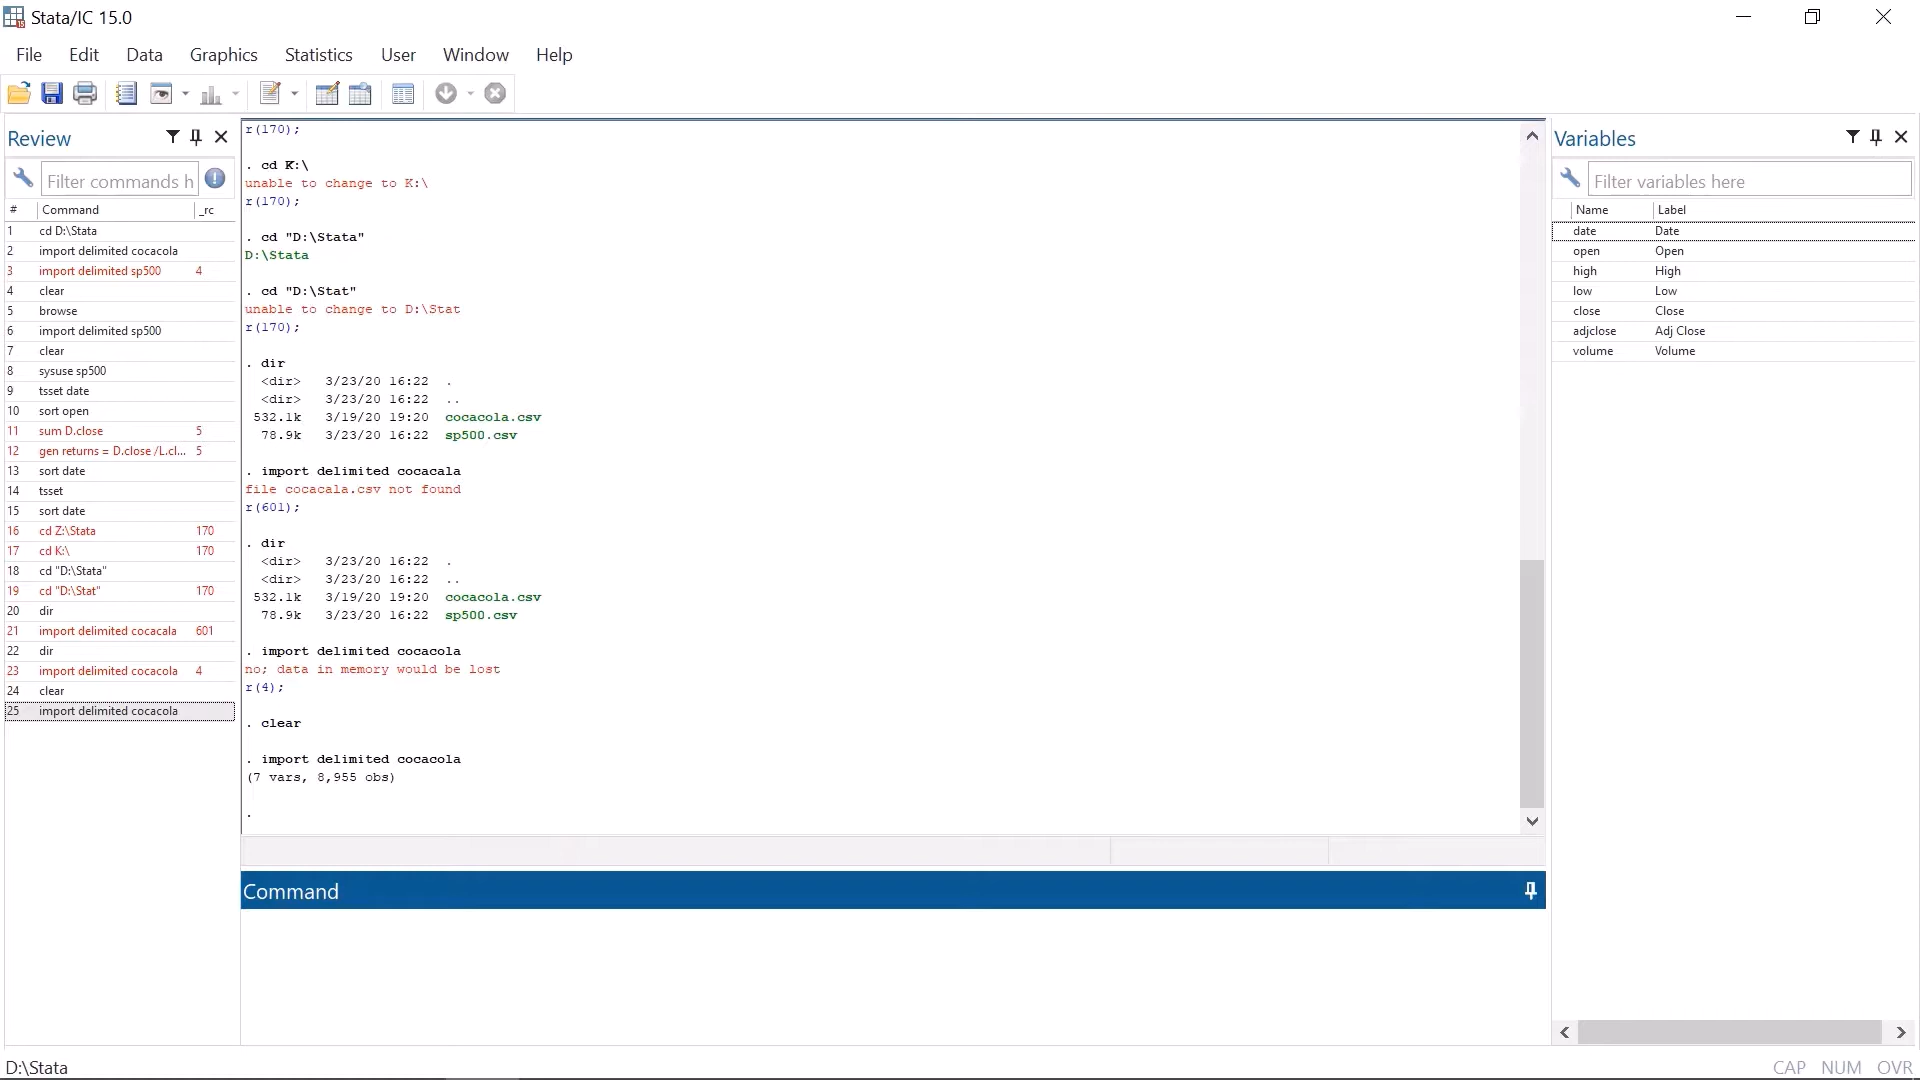 Stata/IC 15.0
File Edit Data Graphics Statistics User Window Help
Review
Filter commands h
# Command _rc
1 cd D:\Stata
2 import delimited cocacola
3 import delimited sp500 4
4 clear
5 browse
6 import delimited sp500
7 clear
8 sysuse sp500
9 tsset date
10 sort open
11 sum D.close 5
12 gen returns = D.close /L.cl... 5
13 sort date
14 tsset
15 sort date
16 cd Z:\Stata 170
17 cd K:\ 170
18 cd "D:\Stata"
19 cd "D:\Stat" 170
20 dir
21 import delimited cocacala 601
22 dir
23 import delimited cocacola 4
24 clear
25 import delimited cocacola
r(170);
. cd K:\
unable to change to K:\
r(170);
. cd "D:\Stata"
D:\Stata
. cd "D:\Stat"
unable to change to D:\Stat
r(170);
. dir
<dir> 3/23/20 16:22 .
<dir> 3/23/20 16:22 ..
532.1k 3/19/20 19:20 cocacola.csv
78.9k 3/23/20 16:22 sp500.csv
. import delimited cocacala
file cocacala.csv not found
r(601);
. dir
<dir> 3/23/20 16:22 .
<dir> 3/23/20 16:22 ..
532.1k 3/19/20 19:20 cocacola.csv
78.9k 3/23/20 16:22 sp500.csv
. import delimited cocacola
no; data in memory would be lost
r(4);
. clear
. import delimited cocacola
(7 vars, 8,955 obs)
.
Command
Variables
Filter variables here
Name Label
date Date
open Open
high High
low Low
close Close
adjclose Adj Close
volume Volume
D:\Stata
CAP NUM OVR